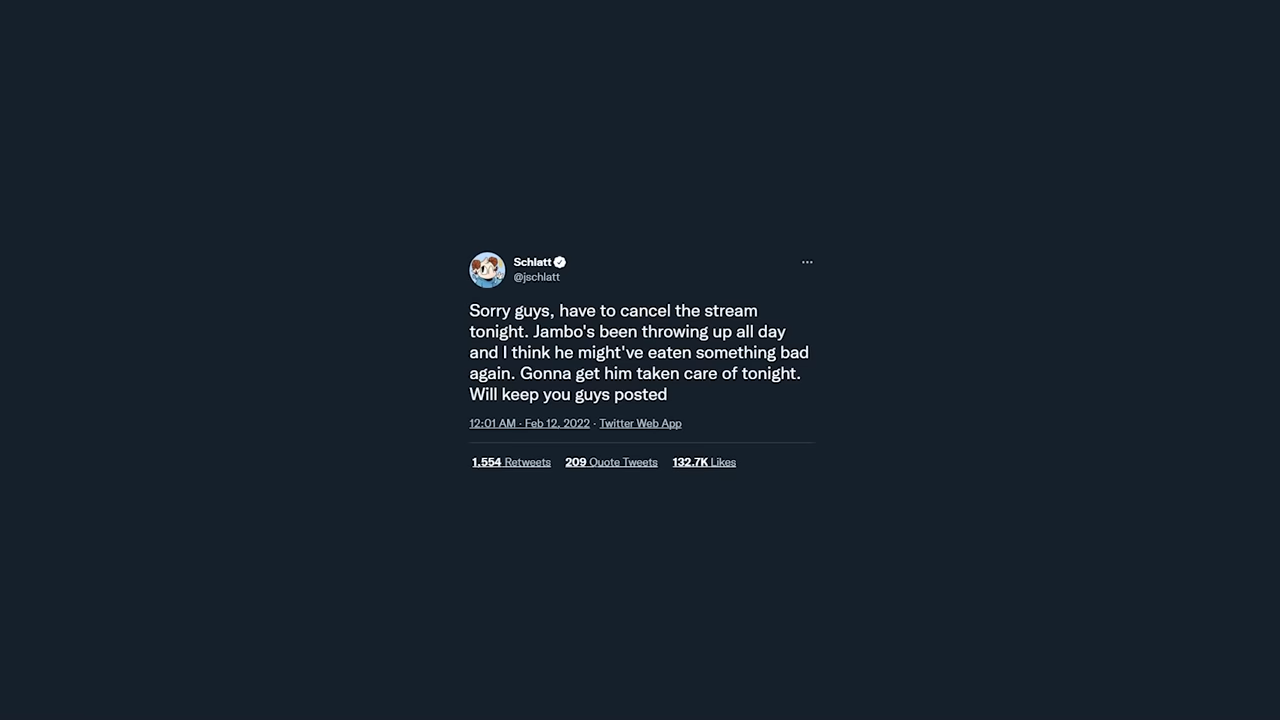 Schlatt
@jschlatt
Sorry guys, have to cancel the stream
tonight. Jambo's been throwing up all day
and I think he might've eaten something bad
again. Gonna get him taken care of tonight.
Will keep you guys posted
12:01 AM · Feb 12, 2022 · Twitter Web App
1,554 Retweets 209 Quote Tweets 132.7K Likes